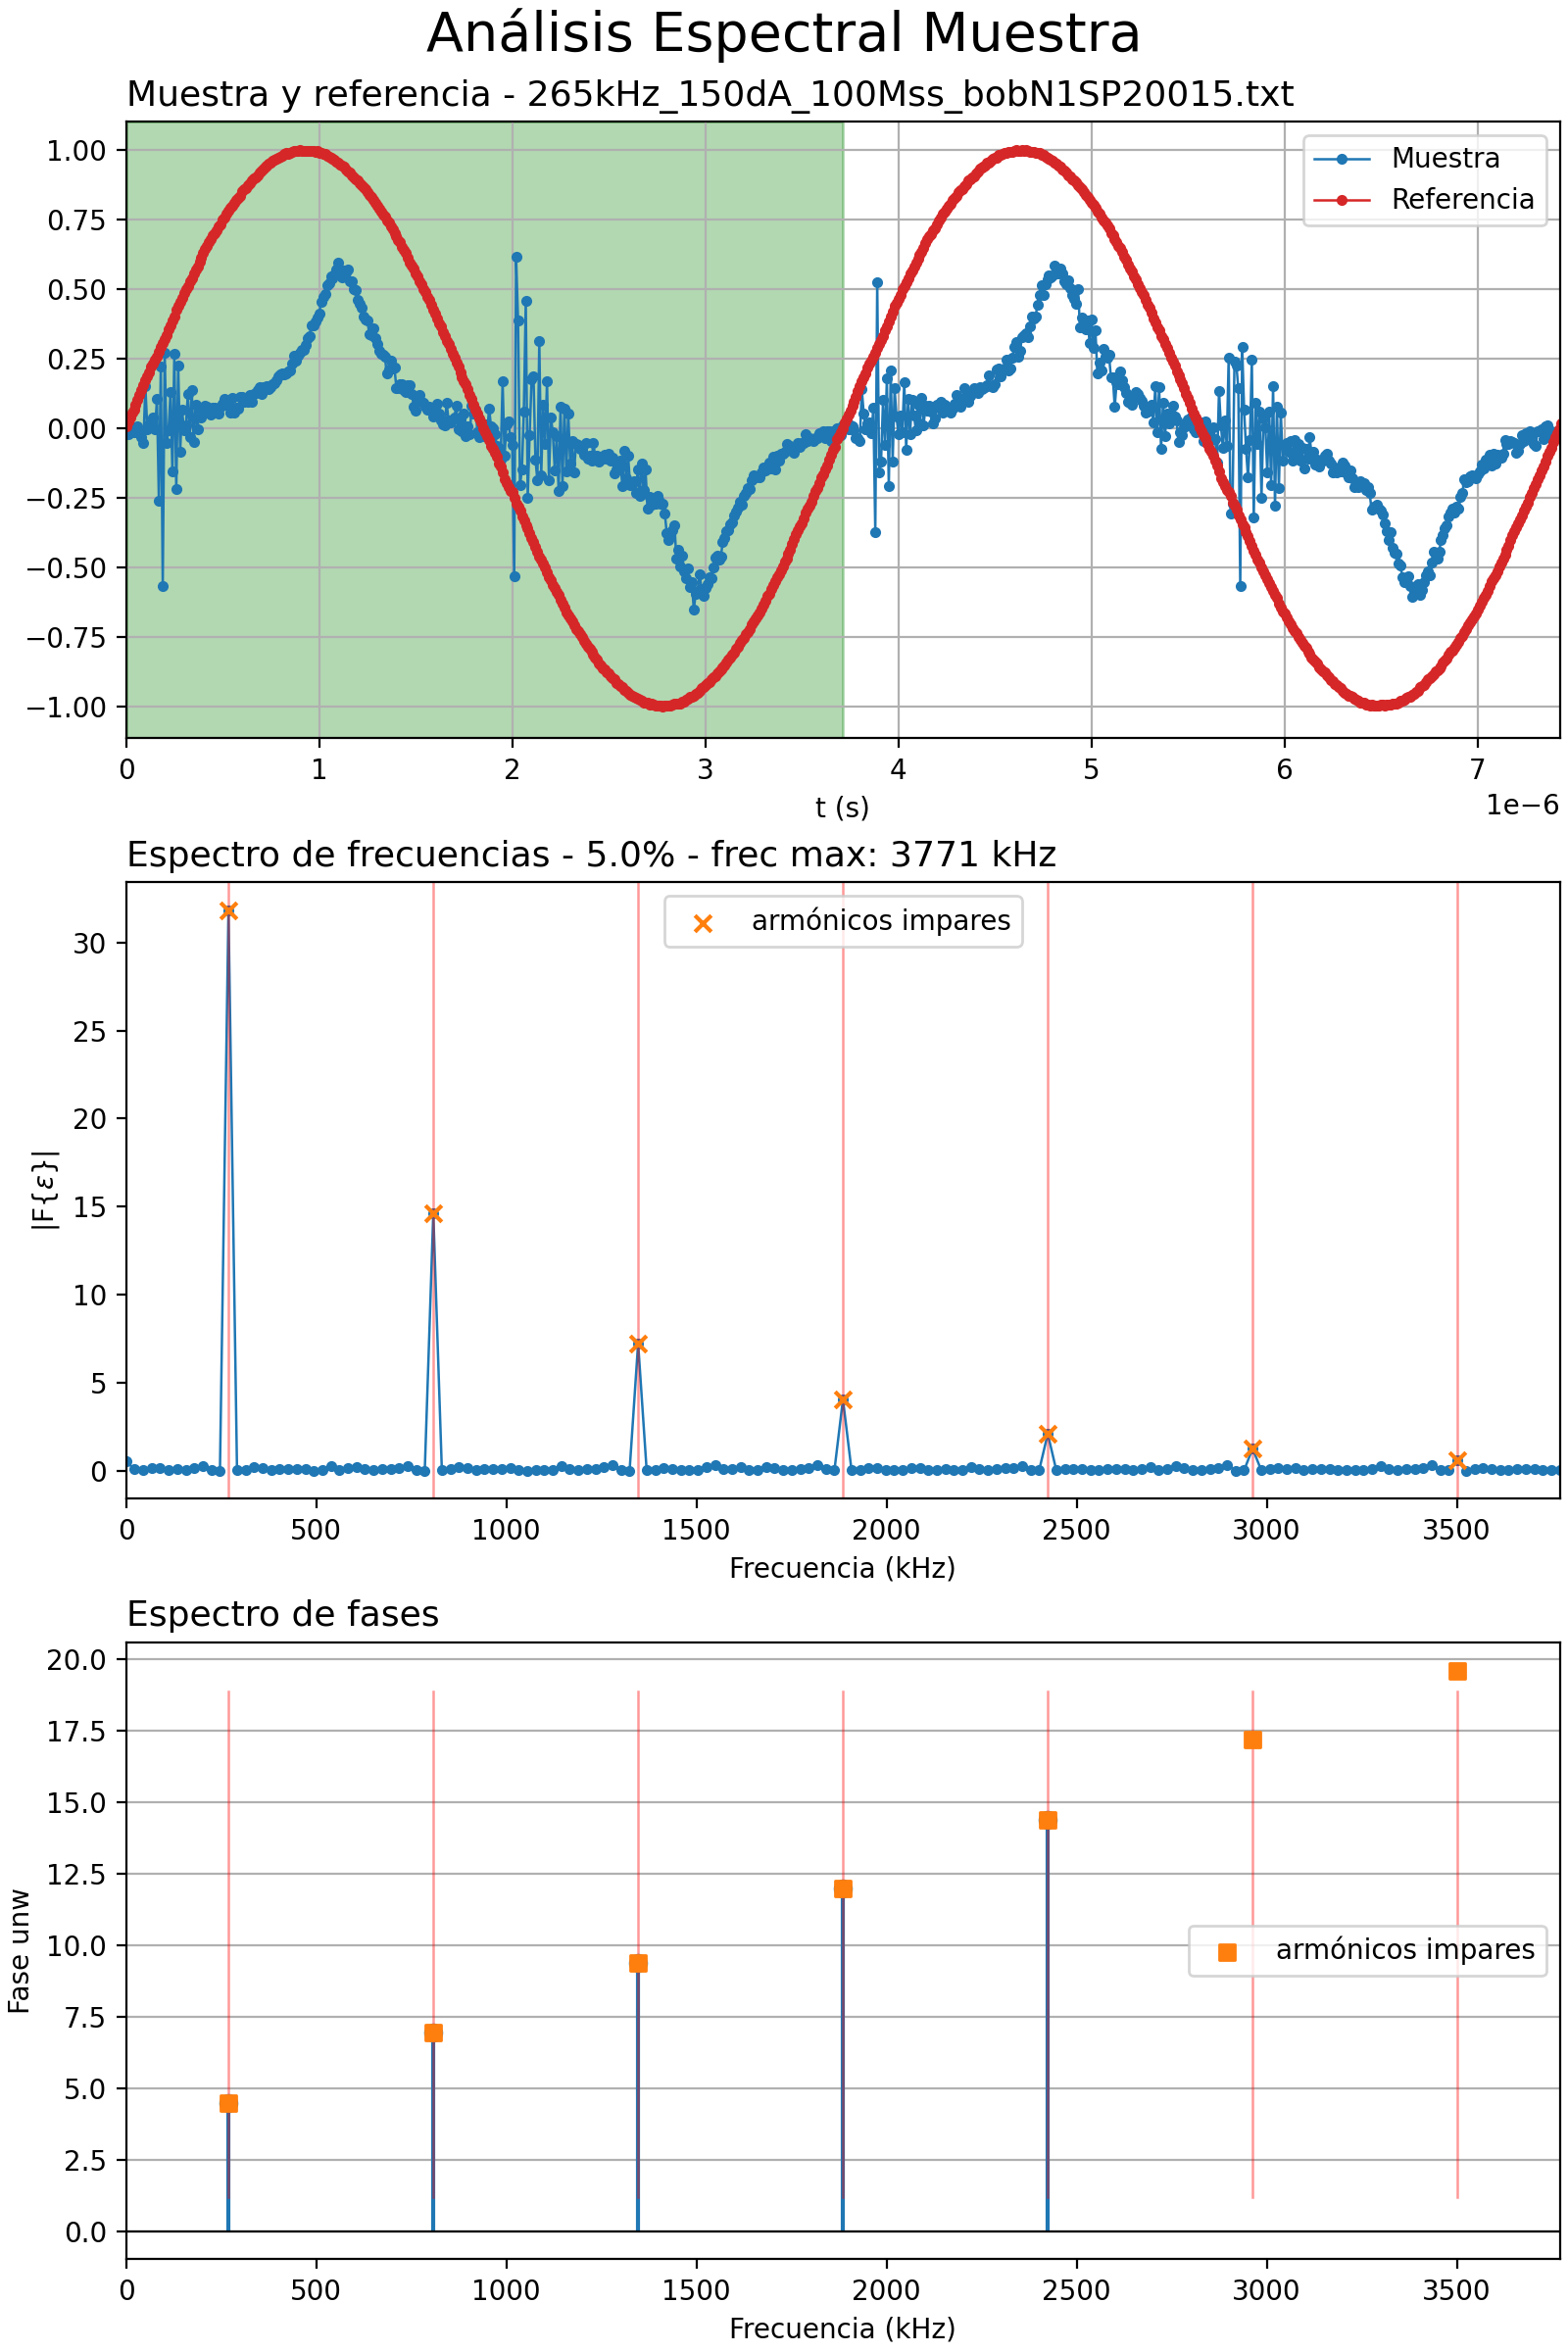 Análisis Espectral Muestra
Muestra y referencia - 265kHz_150dA_100Mss_bobN1SP20015.txt
1.00
0.75
0.50
0.25
0.00
−0.25
−0.50
−0.75
−1.00
Muestra
Referencia
0 1 2 3 4 5 6 7
1e−6
t (s)
Espectro de frecuencias - 5.0% - frec max: 3771 kHz
armónicos impares
30
25
20
15
10
5
0
|F{ε}|
0 500 1000 1500 2000 2500 3000 3500
Frecuencia (kHz)
Espectro de fases
20.0
17.5
15.0
12.5
10.0
7.5
5.0
2.5
0.0
Fase unw
armónicos impares
0 500 1000 1500 2000 2500 3000 3500
Frecuencia (kHz)